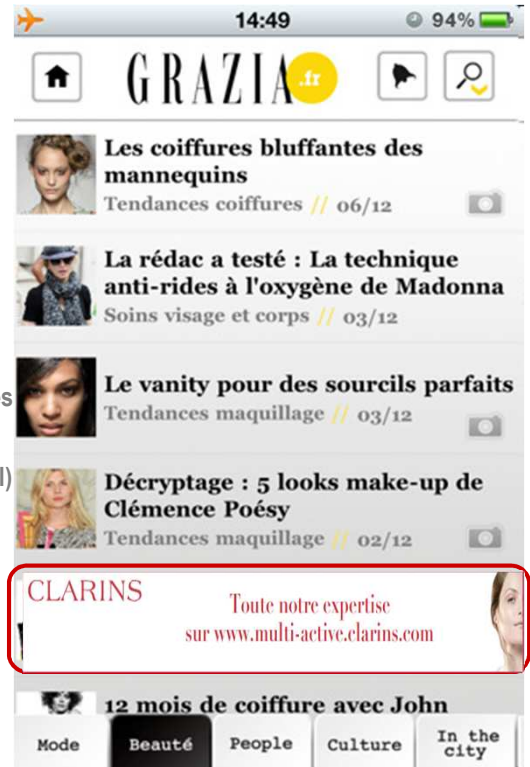 14:49 94%
GRAZIA.fr
Les coiffures bluffantes des
mannequins
Tendances coiffures // 06/12
La rédac a testé : La technique
anti-rides à l'oxygène de Madonna
Soins visage et corps // 03/12
Le vanity pour des sourcils parfaits
Tendances maquillage // 03/12
Décryptage : 5 looks make-up de
Clémence Poésy
Tendances maquillage // 02/12
CLARINS
Toute notre expertise
sur www.multi-active.clarins.com
12 mois de coiffure avec John
Mode Beauté People Culture In the
city